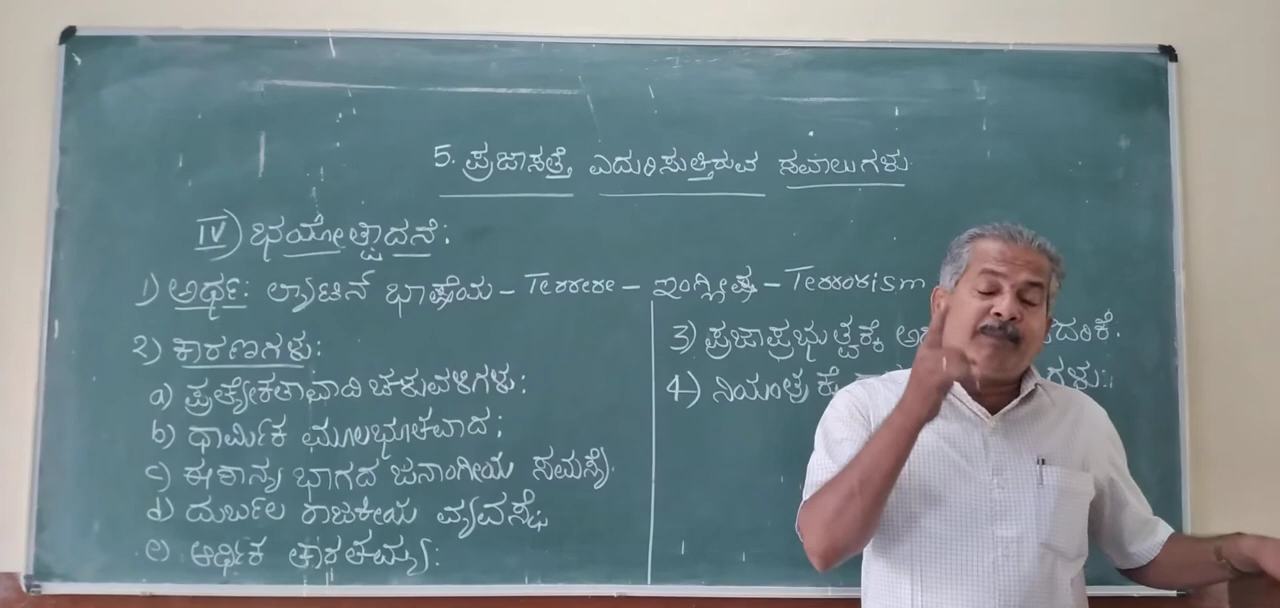 5. ಪ್ರಜಾಸತ್ತೆ ಎದುರಿಸುತ್ತಿರುವ ಸವಾಲುಗಳು
IV) ಭಯೋತ್ಪಾದನೆ:
1) ಅರ್ಥ: ಲ್ಯಾಟಿನ್ ಭಾಷೆಯ – Terrere – ಇಂಗ್ಲೀಷ – Terrorism
2) ಕಾರಣಗಳು:
a) ಪ್ರತ್ಯೇಕತಾವಾದಿ ಚಳುವಳಿಗಳು:
b) ಧಾರ್ಮಿಕ ಮೂಲಭೂತವಾದ;
c) ಈಶಾನ್ಯ ಭಾಗದ ಜನಾಂಗೀಯ ಸಮಸ್ಯೆ.
d) ದುರ್ಬಲ ರಾಜಕೀಯ ವ್ಯವಸ್ಥೆ;
e) ಆರ್ಥಿಕ ತಾರತಮ್ಯ:
3) ಪ್ರಜಾಪ್ರಭುತ್ವಕ್ಕೆ
4) ನಿಯಂತ್ರಣಕ್ಕೆ